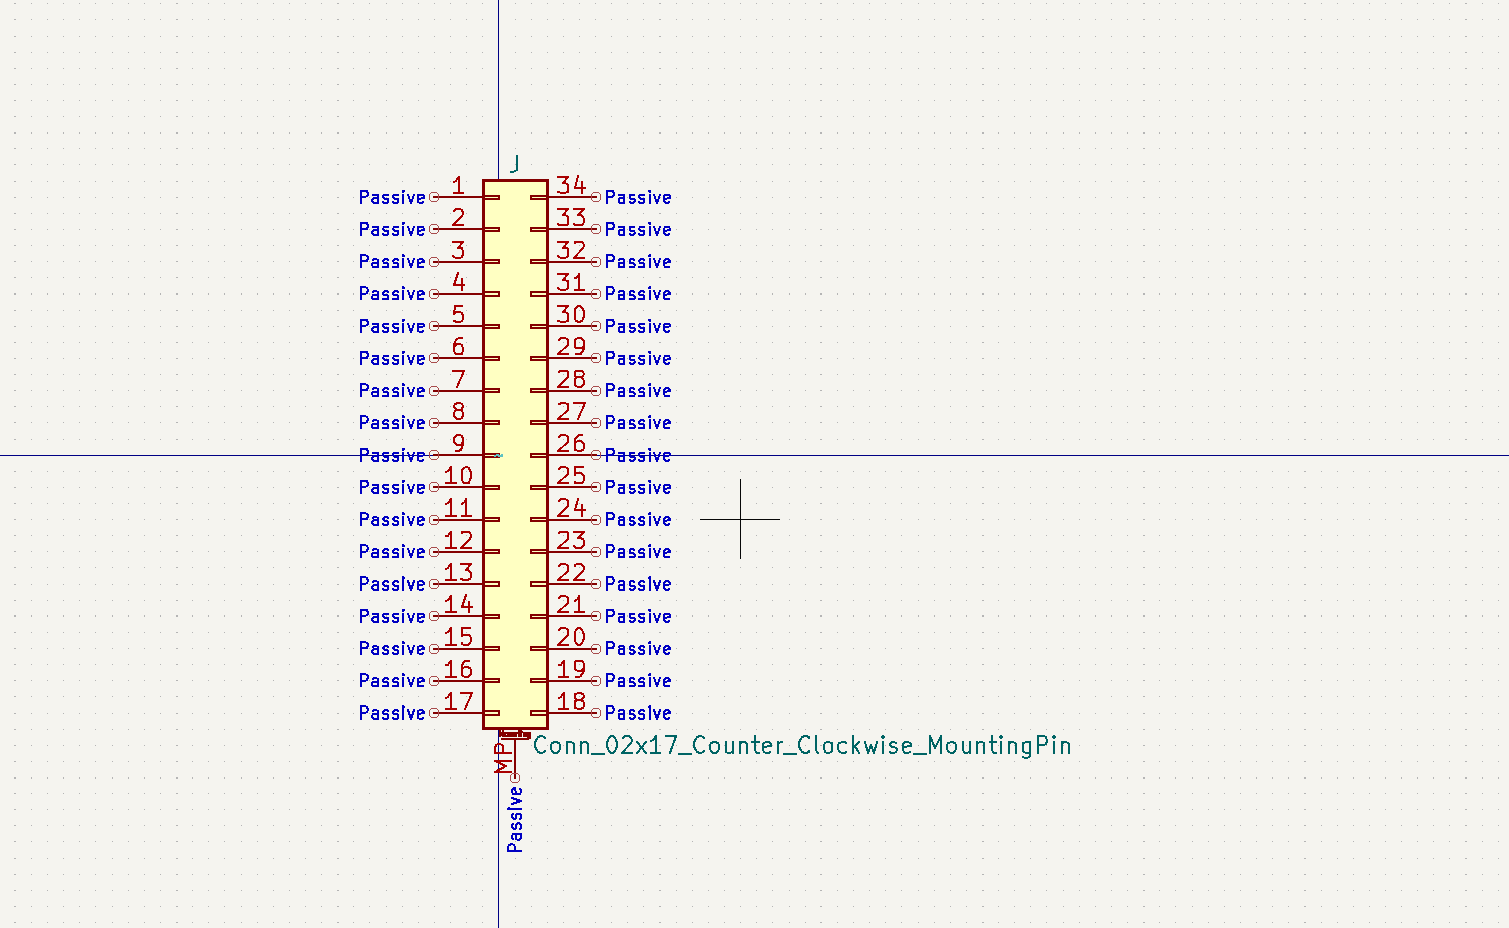 J
Passive 1 34 Passive
Passive 2 33 Passive
Passive 3 32 Passive
Passive 4 31 Passive
Passive 5 30 Passive
Passive 6 29 Passive
Passive 7 28 Passive
Passive 8 27 Passive
Passive 9 26 Passive
Passive 10 25 Passive
Passive 11 24 Passive
Passive 12 23 Passive
Passive 13 22 Passive
Passive 14 21 Passive
Passive 15 20 Passive
Passive 16 19 Passive
Passive 17 18 Passive
Conn_02x17_Counter_Clockwise_MountingPin
MP
Passive